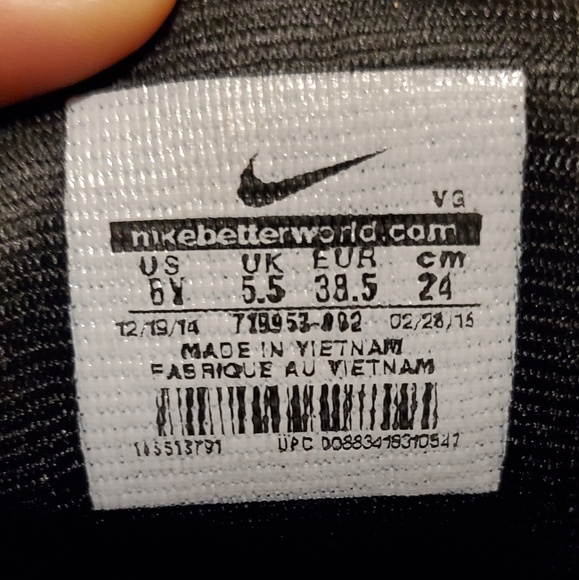 VG
nikebetterworld.com
US UK EUR cm
6Y 5.5 38.5 24
12/19/14 719953-002 02/28/15
MADE IN VIETNAM
FABRIQUE AU VIETNAM
UPC